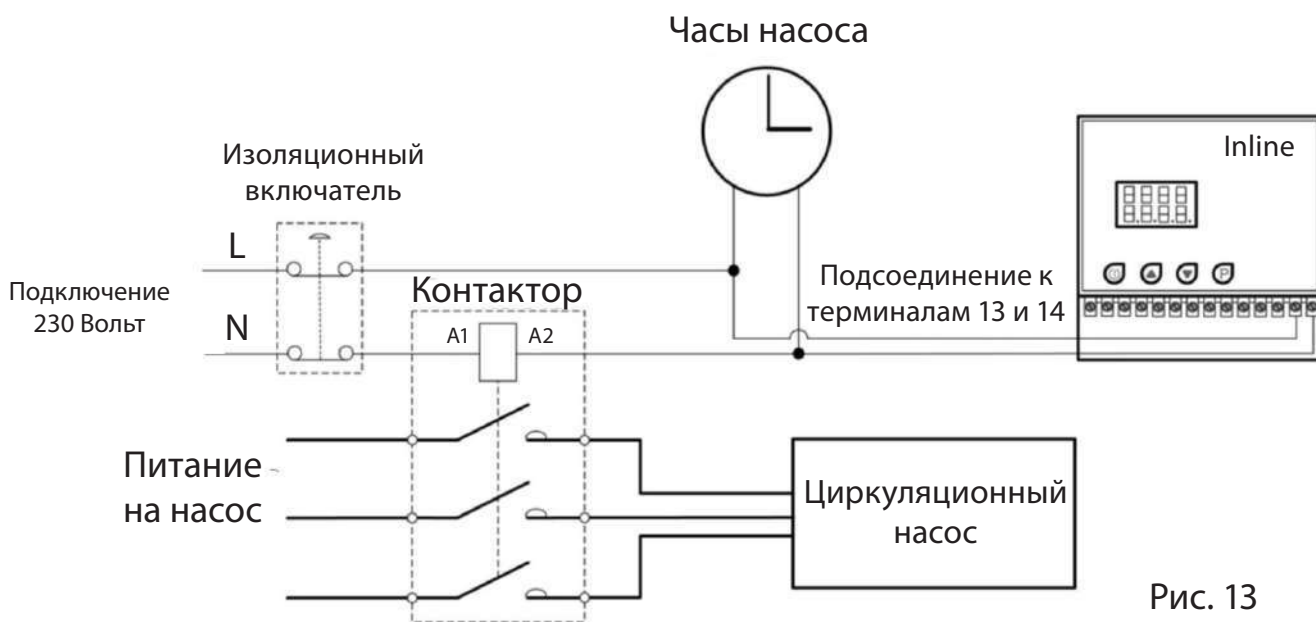 Часы насоса
Изоляционный
включатель
Inline
L
N
Подключение
230 Вольт
Контактор
A1
A2
Подсоединение к
терминалам 13 и 14
P
Питание
на насос
Циркуляционный
насос
Рис. 13